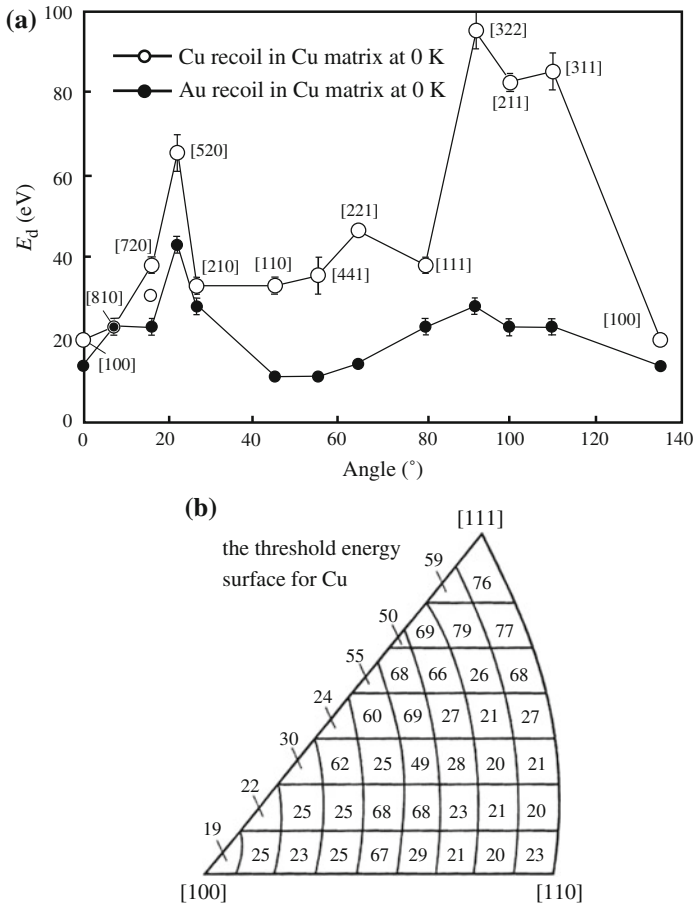 (a)
100
80
60
40
20
0
E_d (eV)
Cu recoil in Cu matrix at 0 K
Au recoil in Cu matrix at 0 K
[322]
[311]
[211]
[520]
[221]
[720]
[210]
[110]
[441]
[111]
[810]
[100]
[100]
0 20 40 60 80 100 120 140
Angle (°)
(b)
[111]
the threshold energy
surface for Cu
59 76
50 69 79 77
55 68 66 26 68
24 60 69 27 21 27
30 62 25 49 28 20 21
22 25 25 68 68 23 21 20
19 25 23 25 67 29 21 20 23
[100] [110]